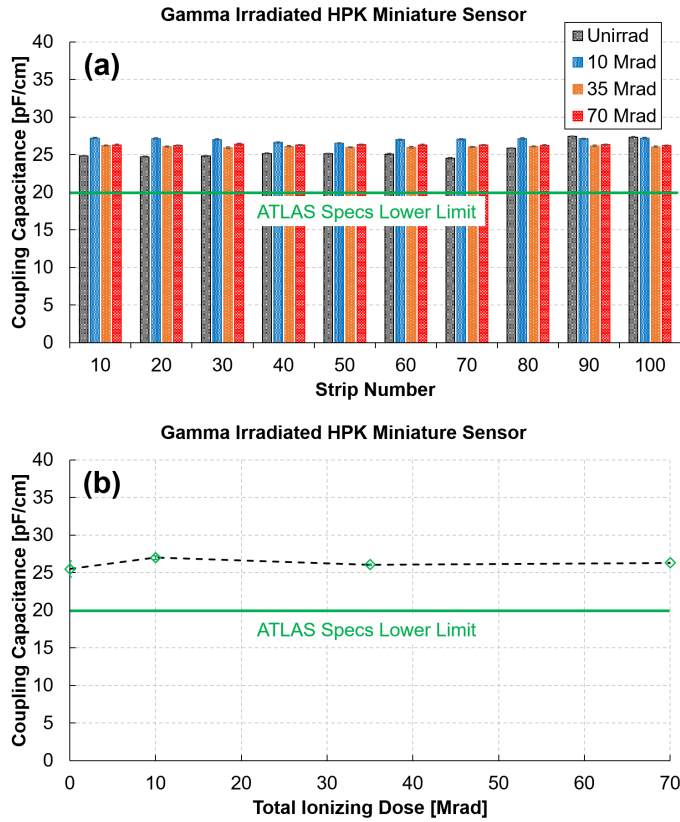 Gamma Irradiated HPK Miniature Sensor
(a)
Unirrad
10 Mrad
35 Mrad
70 Mrad
Coupling Capacitance [pF/cm]
40
35
30
25
20
15
10
5
0
ATLAS Specs Lower Limit
10 20 30 40 50 60 70 80 90 100
Strip Number
Gamma Irradiated HPK Miniature Sensor
(b)
Coupling Capacitance [pF/cm]
40
35
30
25
20
15
10
5
0
ATLAS Specs Lower Limit
0 10 20 30 40 50 60 70
Total Ionizing Dose [Mrad]